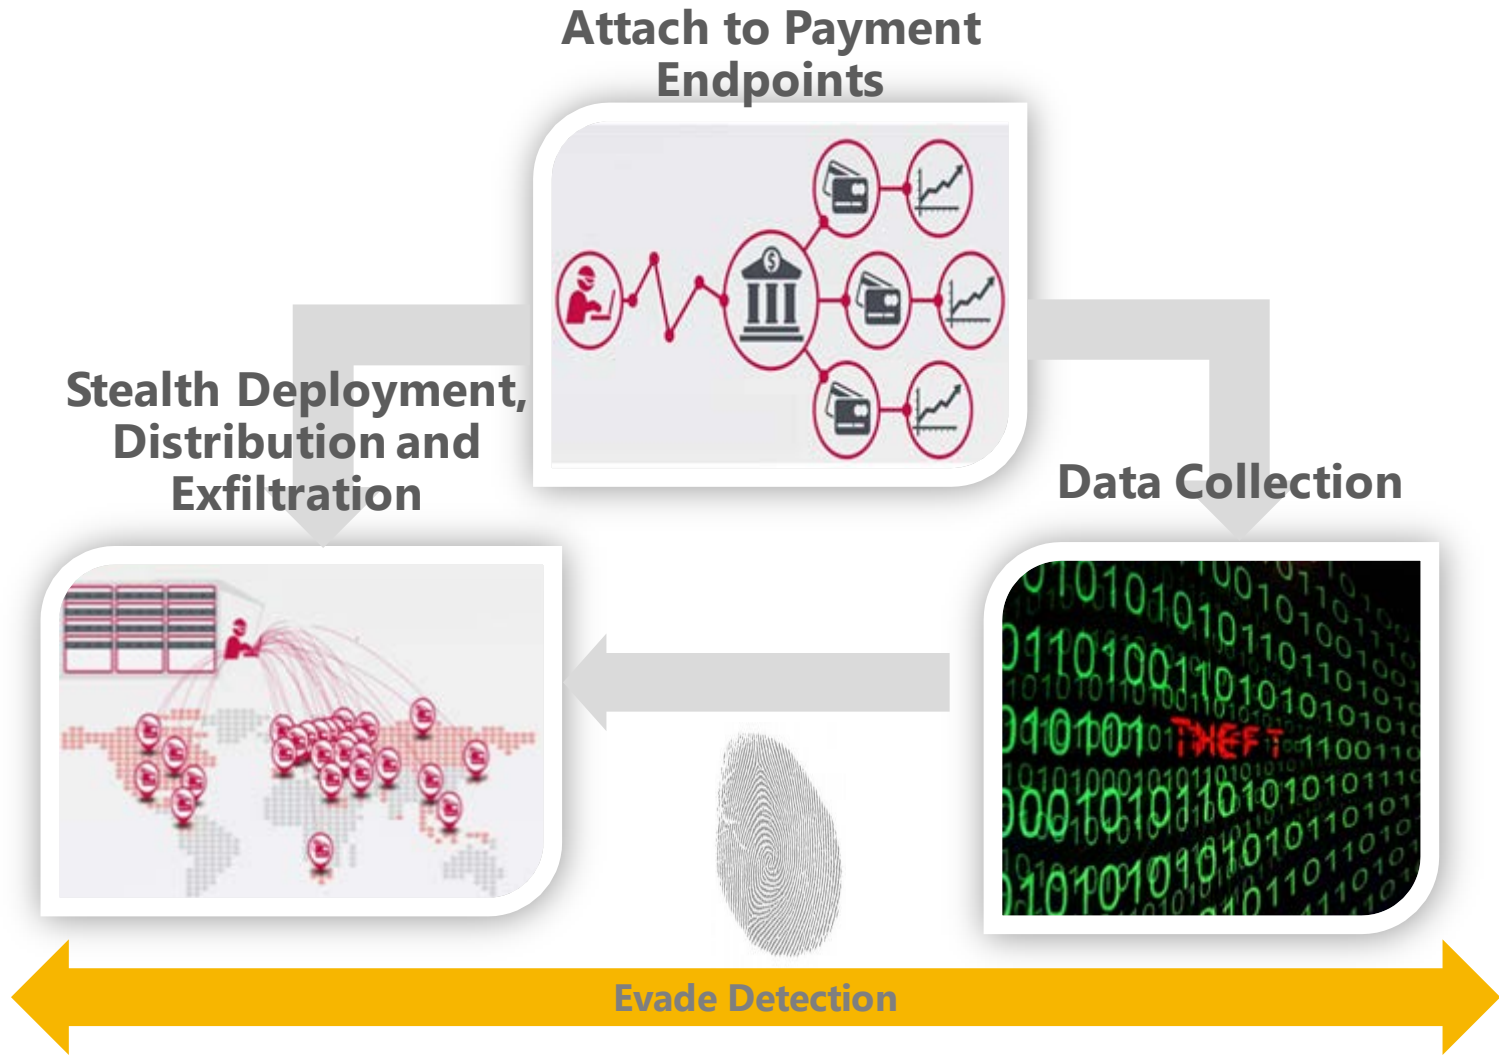 Attach to Payment
Endpoints
Stealth Deployment,
Distribution and
Exfiltration
Data Collection
THEFT
Evade Detection